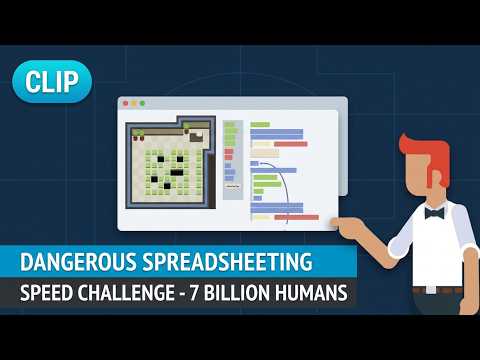 CLIP
DANGEROUS SPREADSHEETING
SPEED CHALLENGE - 7 BILLION HUMANS